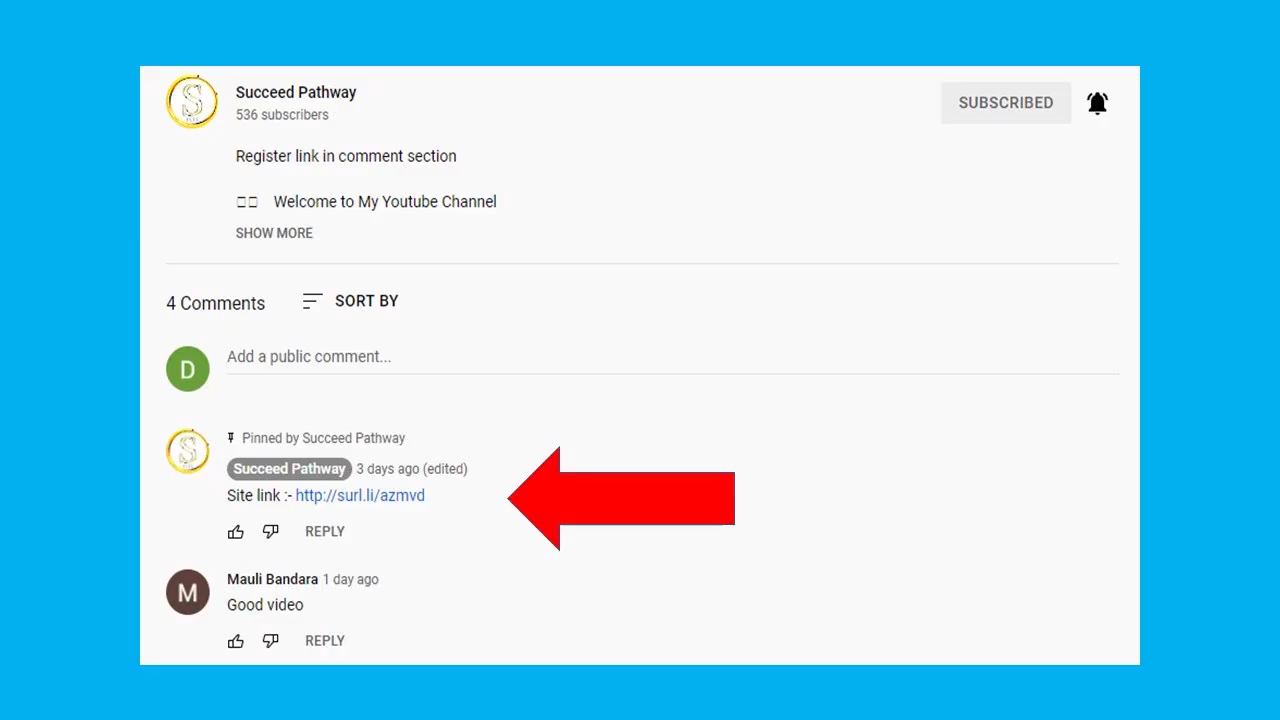 Succeed Pathway
536 subscribers
SUBSCRIBED
Register link in comment section
Welcome to My Youtube Channel
SHOW MORE
4 Comments
SORT BY
D
Add a public comment...
Pinned by Succeed Pathway
Succeed Pathway 3 days ago (edited)
Site link :- http://surl.li/azmvd
REPLY
M
Mauli Bandara 1 day ago
Good video
REPLY